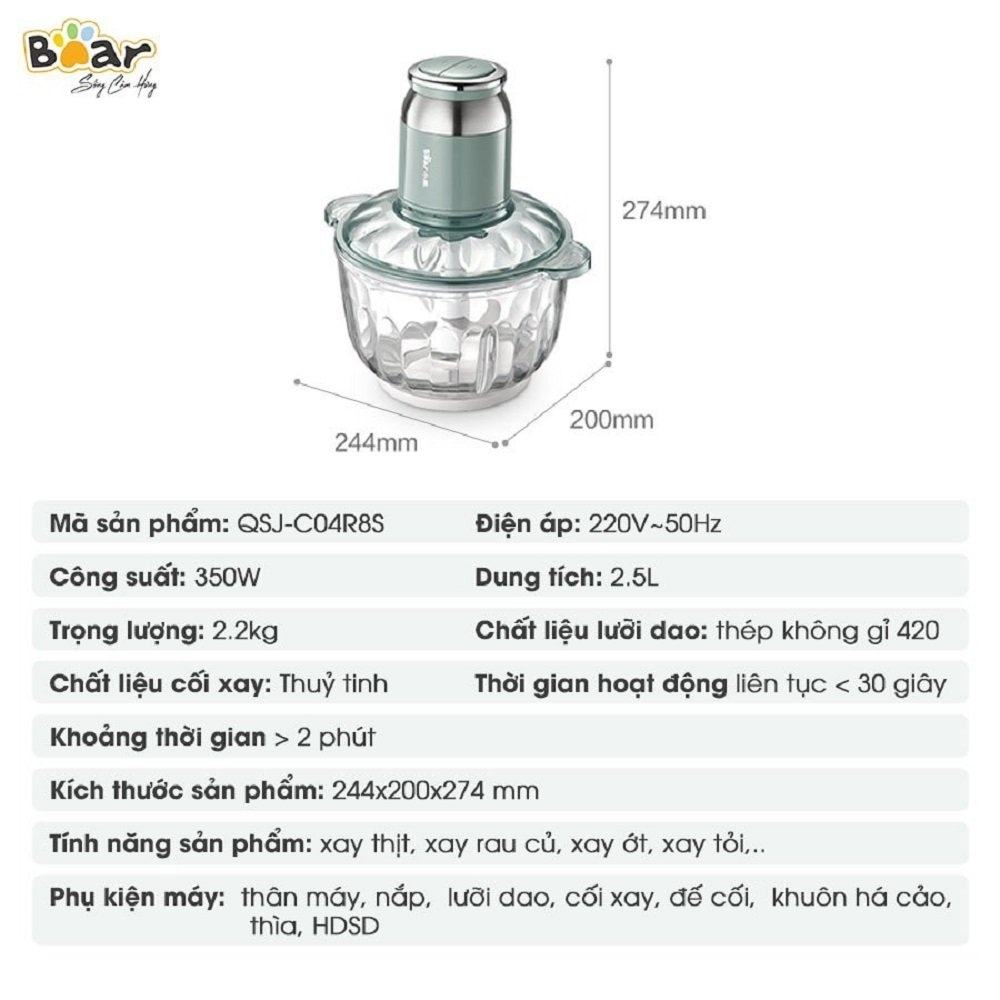 Bear
Sống Cảm Hứng
Bear
274mm
200mm
244mm
Mã sản phẩm: QSJ-C04R8S
Điện áp: 220V~50Hz
Công suất: 350W
Dung tích: 2.5L
Trọng lượng: 2.2kg
Chất liệu lưỡi dao: thép không gỉ 420
Chất liệu cối xay: Thuỷ tinh
Thời gian hoạt động liên tục < 30 giây
Khoảng thời gian > 2 phút
Kích thước sản phẩm: 244x200x274 mm
Tính năng sản phẩm: xay thịt, xay rau củ, xay ớt, xay tỏi,..
Phụ kiện máy: thân máy, nắp, lưỡi dao, cối xay, đế cối, khuôn há cảo,
thìa, HDSD